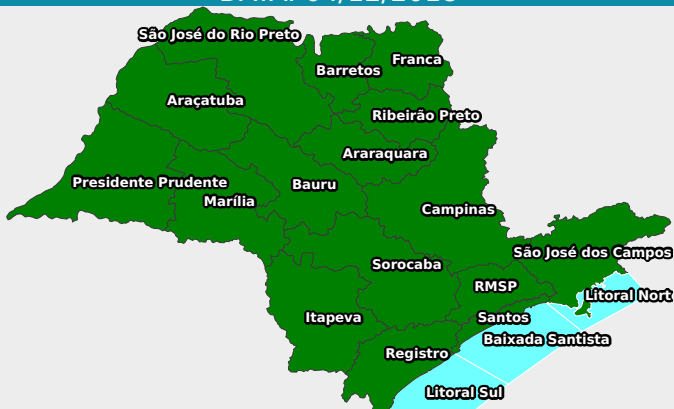 São José do Rio Preto
Franca
Barretos
Araçatuba
Ribeirão Preto
Araraquara
Presidente Prudente
Bauru
Marília
Campinas
São José dos Campos
Sorocaba
RMSP
Litoral Nort
Itapeva
Santos
Baixada Santista
Registro
Litoral Sul